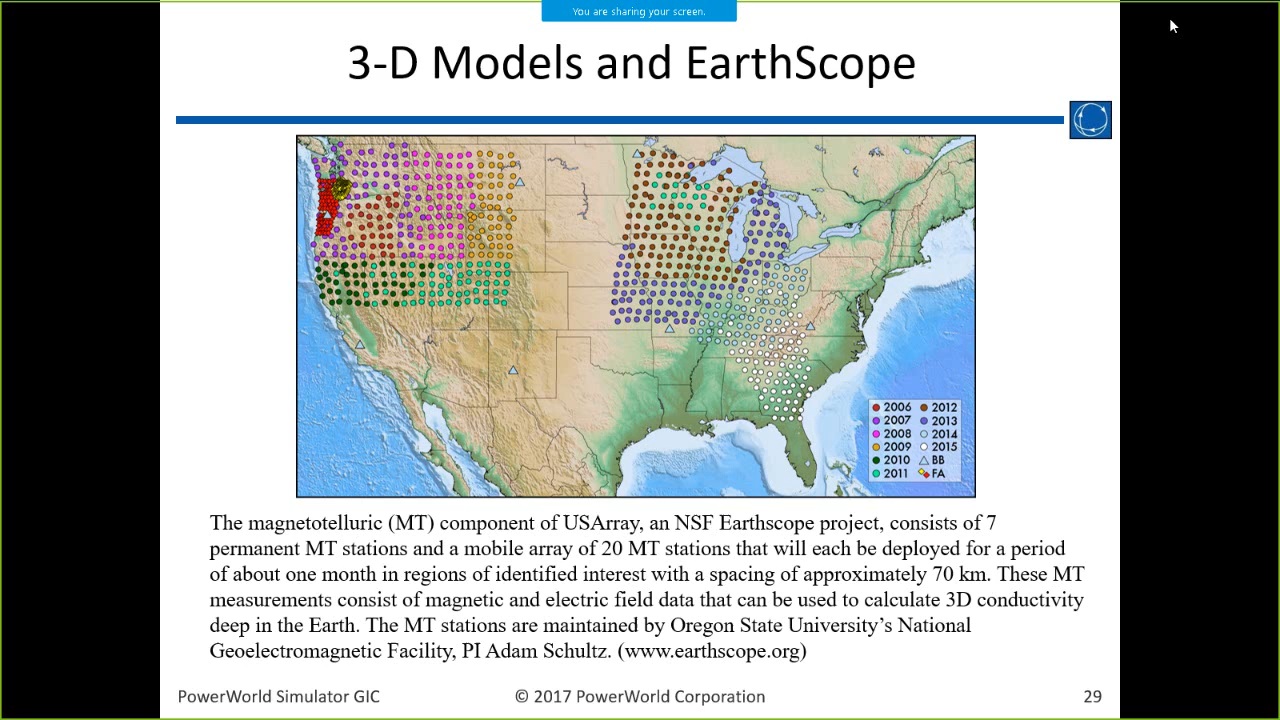 You are sharing your screen.
3-D Models and EarthScope
2006 2012
2007 2013
2008 2014
2009 2015
2010 BB
2011 FA
The magnetotelluric (MT) component of USArray, an NSF Earthscope project, consists of 7
permanent MT stations and a mobile array of 20 MT stations that will each be deployed for a period
of about one month in regions of identified interest with a spacing of approximately 70 km. These MT
measurements consist of magnetic and electric field data that can be used to calculate 3D conductivity
deep in the Earth. The MT stations are maintained by Oregon State University’s National
Geoelectromagnetic Facility, PI Adam Schultz. (www.earthscope.org)
PowerWorld Simulator GIC © 2017 PowerWorld Corporation 29